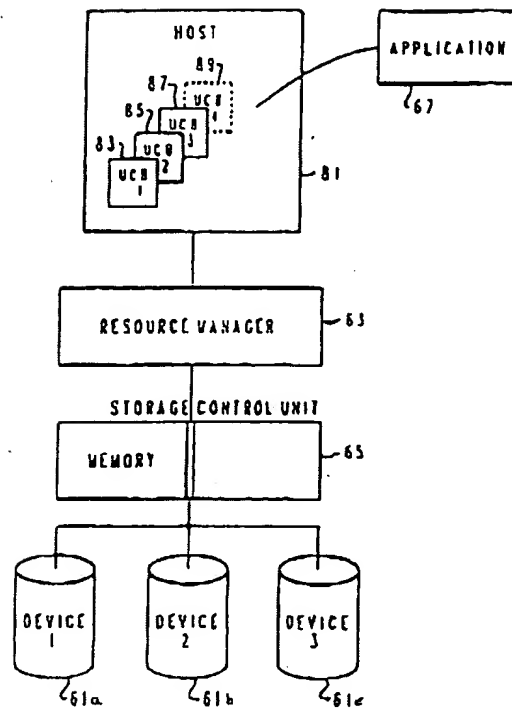 HOST
APPLICATION
67
89
87
85
83
UCB
4
UCB
3
UCB
2
UCB
1
81
RESOURCE MANAGER
63
STORAGE CONTROL UNIT
MEMORY
65
DEVICE
1
DEVICE
2
DEVICE
3
61a
61b
61c